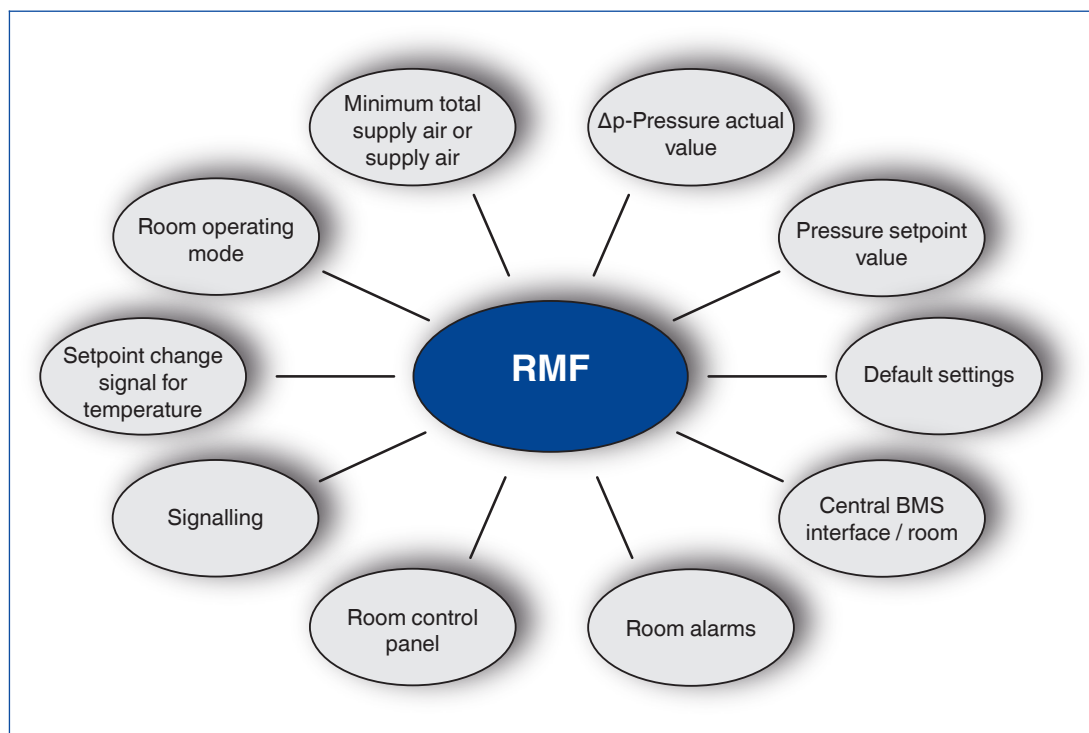 Minimum total
supply air or
supply air
Δp-Pressure actual
value
Room operating
mode
Pressure setpoint
value
Setpoint change
signal for
temperature
RMF
Default settings
Signalling
Central BMS
interface / room
Room control
panel
Room alarms